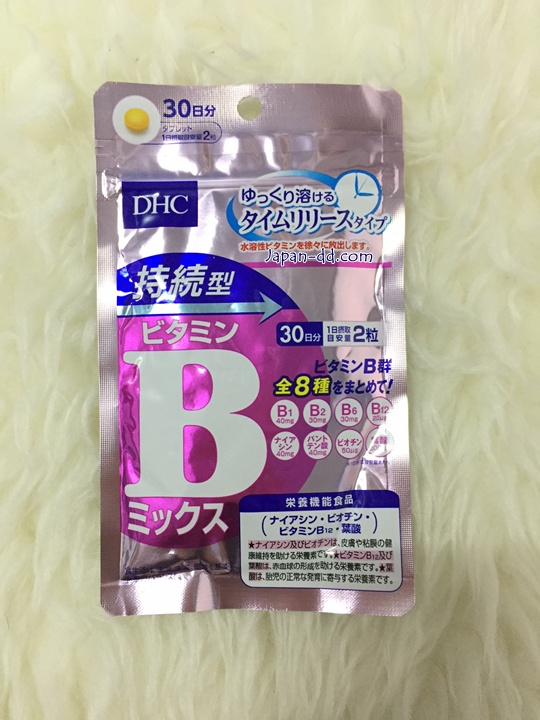 30日分
タブレット
1日摂取目安量2粒
DHC
ゆっくり溶ける
タイムリリースタイプ
水溶性ビタミンを徐々に放出します。
Japan-dd.com
持続型
ビタミン
B
ミックス
30日分 1日摂取目安量 2粒
ビタミンB群
全8種をまとめて!
B1 40mg B2 30mg B6 30mg B12 20μg
ナイアシン 40mg パントテン酸 40mg ビオチン 50μg
栄養機能食品
(ナイアシン・ビオチン・
ビタミンB12・葉酸)
★ナイアシン及びビオチンは、皮膚や粘膜の健
康維持を助ける栄養素です。★ビタミンB12及び
葉酸は、赤血球の形成を助ける栄養素です。★葉
酸は、胎児の正常な発育に寄与する栄養素です。